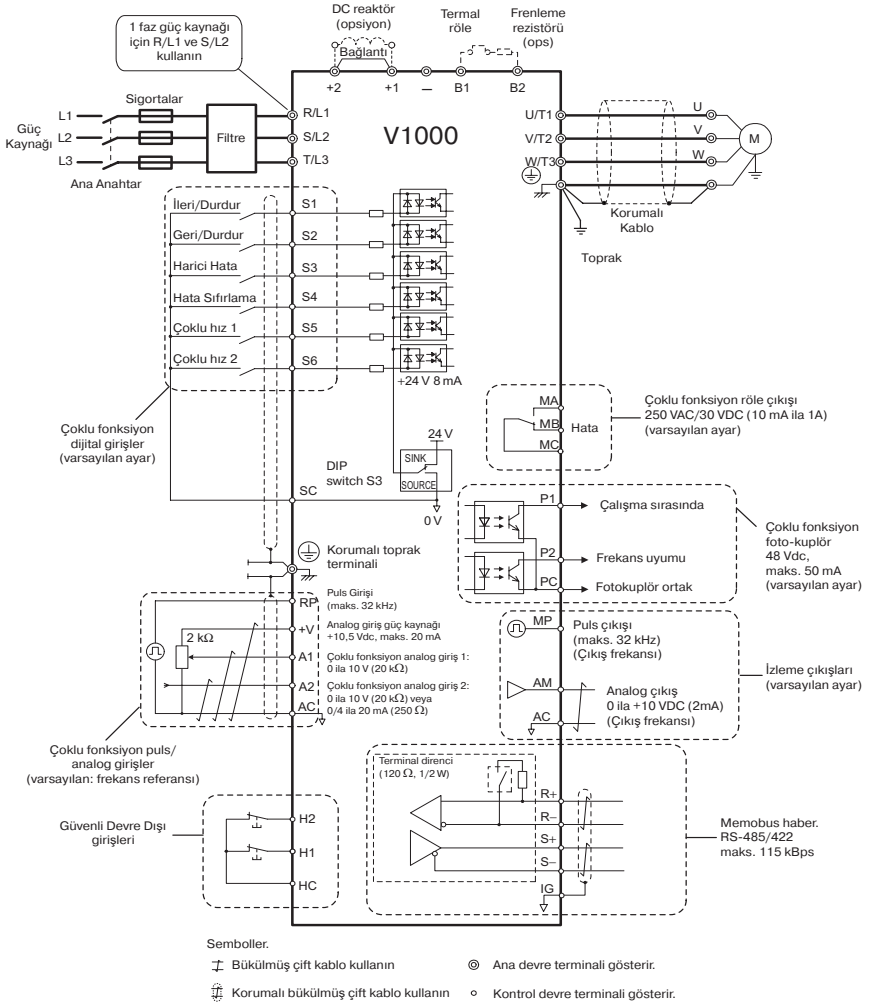 DC reaktör
(opsiyon)
Termal
röle
Frenleme
rezistörü
(ops)
1 faz güç kaynağı
için R/L1 ve S/L2
kullanın
Bağlantı
+2
+1
–
B1
B2
Güç
Kaynağı
L1
L2
L3
Sigortalar
Filtre
Ana Anahtar
R/L1
S/L2
T/L3
V1000
U/T1
V/T2
W/T3
U
V
W
M
Korumalı
Kablo
Toprak
İleri/Durdur
S1
Geri/Durdur
S2
Harici Hata
S3
Hata Sıfırlama
S4
Çoklu hız 1
S5
Çoklu hız 2
S6
+24 V 8 mA
Çoklu fonksiyon
dijital girişler
(varsayılan ayar)
24 V
SINK
SOURCE
0 V
DIP
switch S3
SC
MA
MB
MC
Hata
Çoklu fonksiyon röle çıkışı
250 VAC/30 VDC (10 mA ila 1A)
(varsayılan ayar)
P1
Çalışma sırasında
P2
Frekans uyumu
PC
Fotokuplör ortak
Çoklu fonksiyon
foto-kuplör
48 Vdc,
maks. 50 mA
(varsayılan ayar)
Korumalı toprak
terminali
RP
Puls Girişi
(maks. 32 kHz)
+V
Analog giriş güç kaynağı
+10,5 Vdc, maks. 20 mA
2 kΩ
A1
Çoklu fonksiyon analog giriş 1:
0 ila 10 V (20 kΩ)
A2
Çoklu fonksiyon analog giriş 2:
0 ila 10 V (20 kΩ) veya
0/4 ila 20 mA (250 Ω)
AC
Çoklu fonksiyon puls/
analog girişler
(varsayılan: frekans referansı)
MP
Puls çıkışı
(maks. 32 kHz)
(Çıkış frekansı)
AM
Analog çıkış
0 ila +10 VDC (2mA)
(Çıkış frekansı)
AC
İzleme çıkışları
(varsayılan ayar)
Terminal direnci
(120 Ω, 1/2 W)
R+
R–
S+
S–
IG
Memobus haber.
RS-485/422
maks. 115 kBps
Güvenli Devre Dışı
girişleri
H2
H1
HC
Semboller.
Bükülmüş çift kablo kullanın
Ana devre terminali gösterir.
Korumalı bükülmüş çift kablo kullanın
Kontrol devre terminali gösterir.